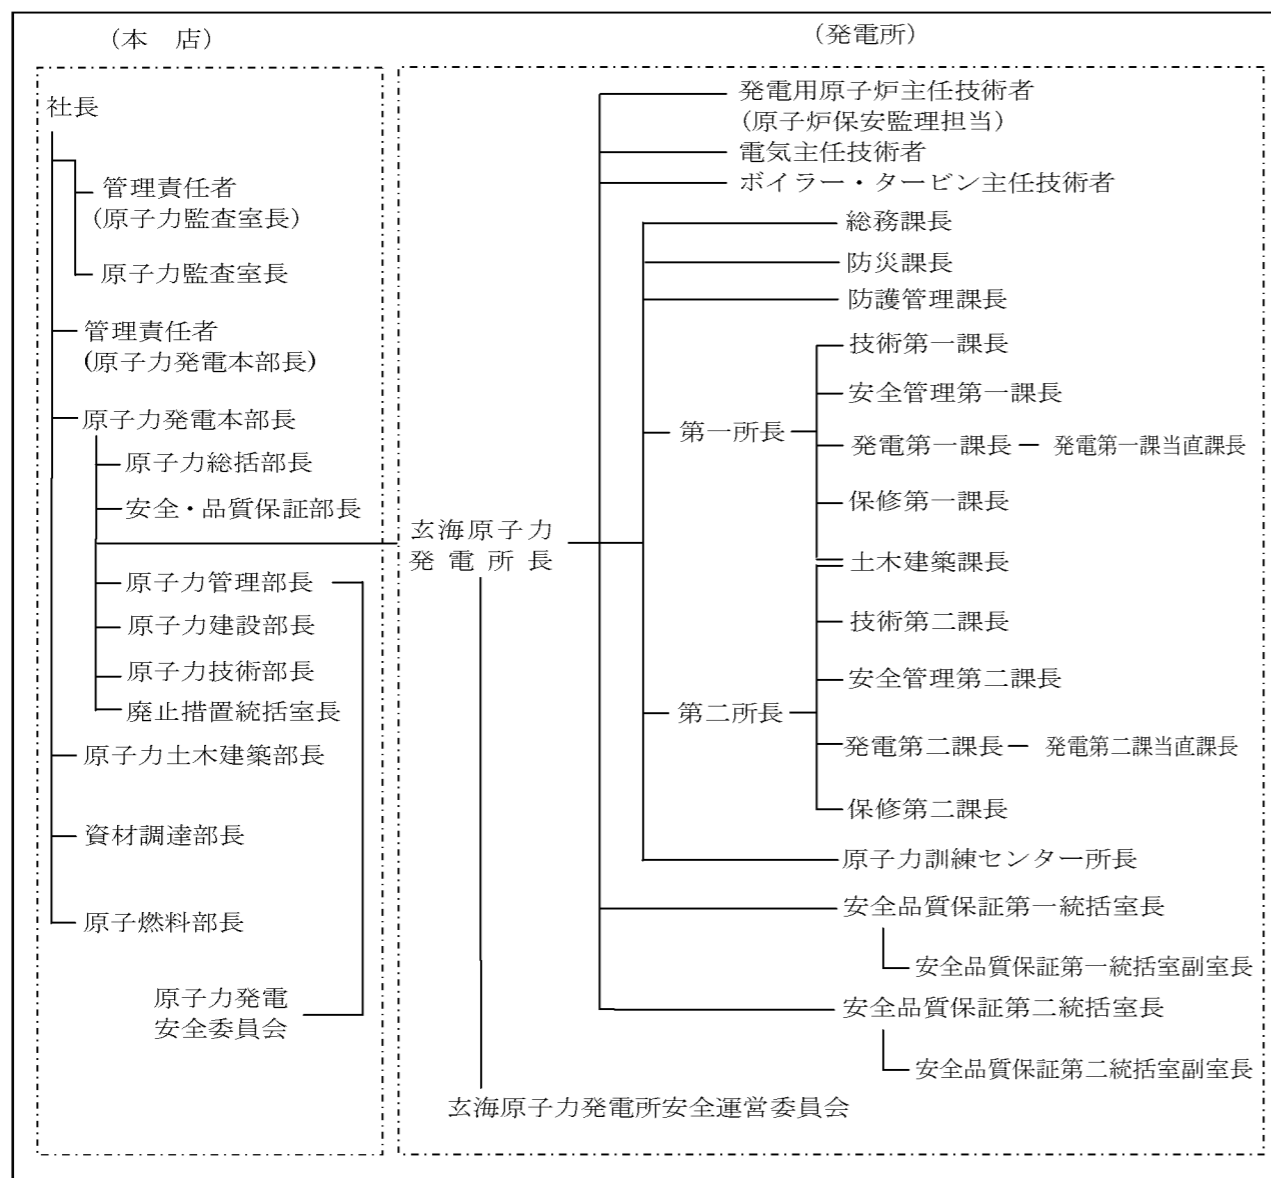 (本　店)
社長
管理責任者
(原子力監査室長)
原子力監査室長
管理責任者
(原子力発電本部長)
原子力発電本部長
原子力総括部長
安全・品質保証部長
原子力管理部長
原子力建設部長
原子力技術部長
廃止措置統括室長
原子力土木建築部長
資材調達部長
原子燃料部長
原子力発電
安全委員会
(発電所)
玄海原子力
発電所長
発電用原子炉主任技術者
(原子炉保安監理担当)
電気主任技術者
ボイラー・タービン主任技術者
総務課長
防災課長
防護管理課長
第一所長
技術第一課長
安全管理第一課長
発電第一課長 ― 発電第一課当直課長
保修第一課長
土木建築課長
第二所長
技術第二課長
安全管理第二課長
発電第二課長 ― 発電第二課当直課長
保修第二課長
原子力訓練センター所長
安全品質保証第一統括室長
安全品質保証第一統括室副室長
安全品質保証第二統括室長
安全品質保証第二統括室副室長
玄海原子力発電所安全運営委員会